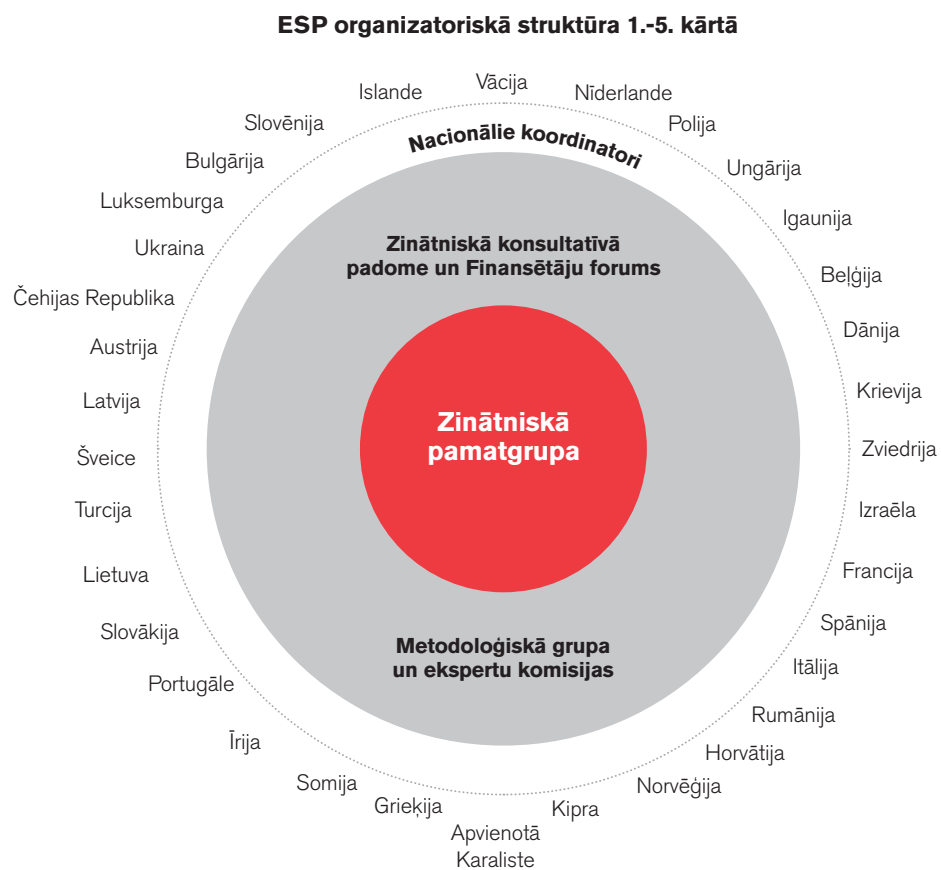 ESP organizatoriskā struktūra 1.-5. kārtā
Vācija
Nīderlande
Polija
Ungārija
Igaunija
Beļģija
Dānija
Krievija
Zviedrija
Izraēla
Francija
Spānija
Itālija
Rumānija
Horvātija
Norvēģija
Kipra
Apvienotā
Karaliste
Grieķija
Somija
Īrija
Portugāle
Slovākija
Lietuva
Turcija
Šveice
Latvija
Austrija
Čehijas Republika
Ukraina
Luksemburga
Bulgārija
Slovēnija
Islande
Nacionālie koordinatori
Zinātniskā konsultatīvā
padome un Finansētāju forums
Zinātniskā
pamatgrupa
Metodoloģiskā grupa
un ekspertu komisijas